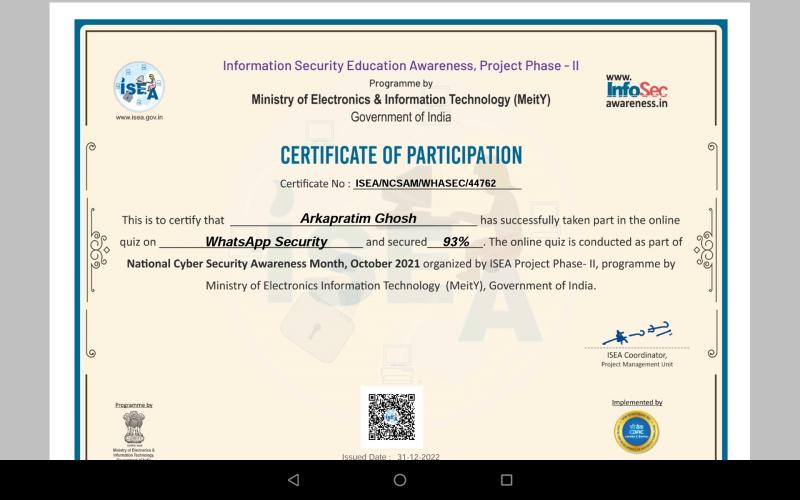 Information Security Education Awareness, Project Phase - II
Programme by
Ministry of Electronics & Information Technology (MeitY)
Government of India
ISEA
www.isea.gov.in
www.
InfoSec
awareness.in
CERTIFICATE OF PARTICIPATION
Certificate No : ISEA/NCSAM/WHASEC/44762
This is to certify that Arkapratim Ghosh has successfully taken part in the online
quiz on WhatsApp Security and secured 93% . The online quiz is conducted as part of
National Cyber Security Awareness Month, October 2021 organized by ISEA Project Phase- II, programme by
Ministry of Electronics Information Technology (MeitY), Government of India.
ISEA Coordinator,
Project Management Unit
Programme by
Ministry of Electronics &
Information Technology
Implemented by
CDAC
Issued Date : 31-12-2022